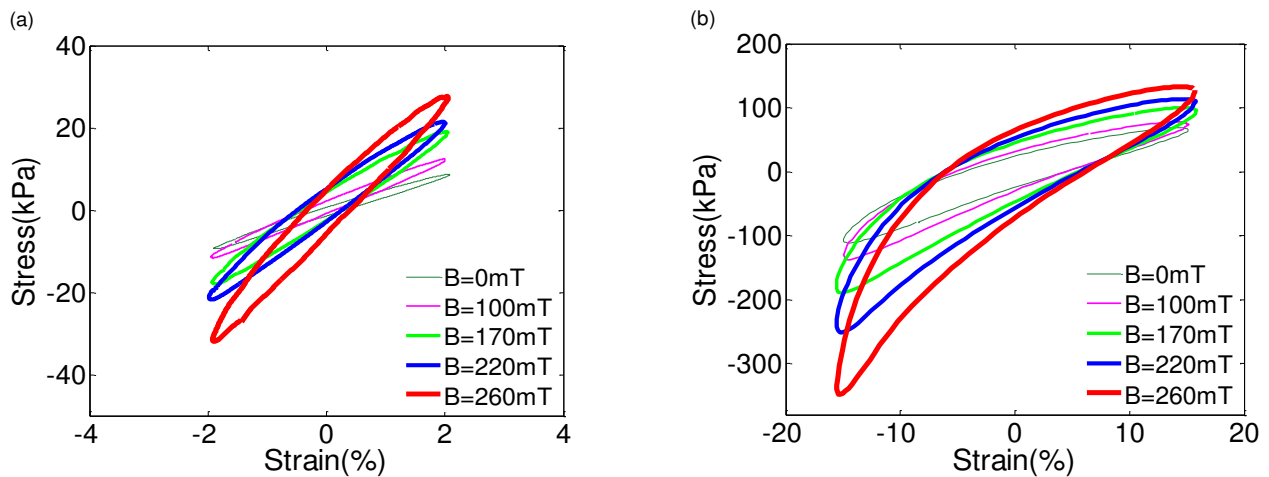 (a)
40
20
0
-20
-40
-4
-2
0
2
4
Stress(kPa)
Strain(%)
B=0mT
B=100mT
B=170mT
B=220mT
B=260mT
(b)
200
100
0
-100
-200
-300
-20
-10
0
10
20
Stress(kPa)
Strain(%)
B=0mT
B=100mT
B=170mT
B=220mT
B=260mT